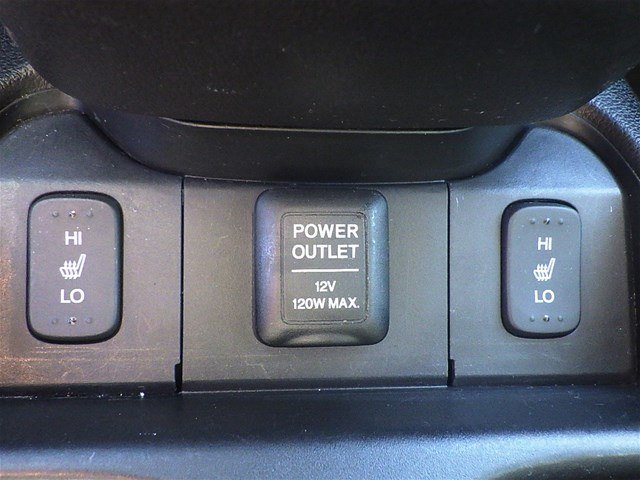 HI
LO
POWER
OUTLET
12V
120W MAX.
HI
LO